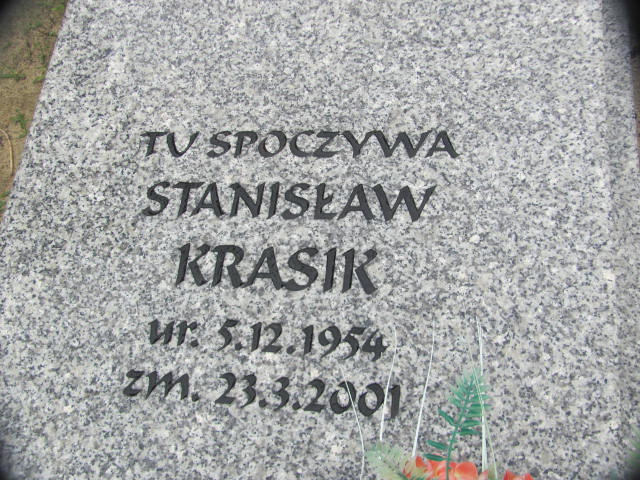 TU SPOCZYWA
STANISŁAW
KRASIK
ur. 5.12.1954
zm. 23.3.2001